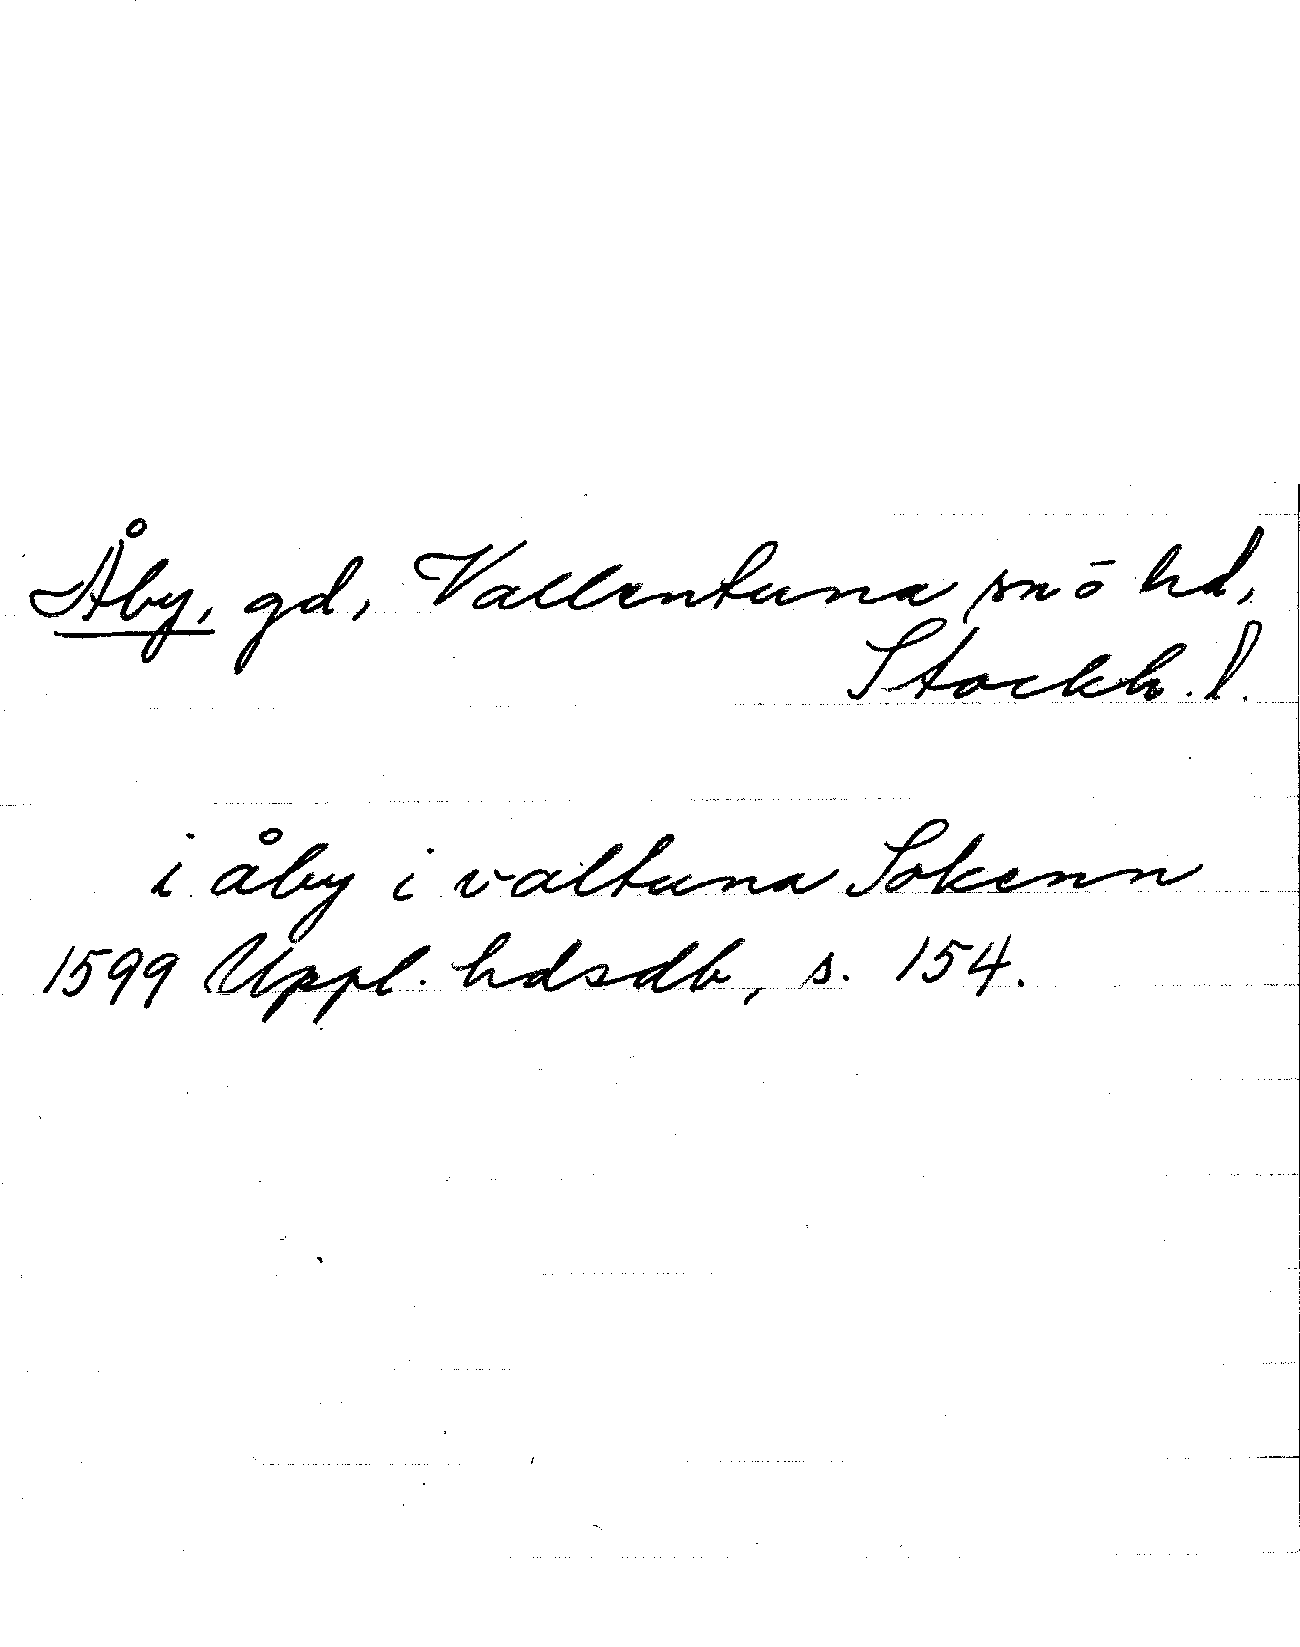 Åby, gd, Vallentuna sn ö hd,
Stockh. l.
i åby i valtuna Sokenn
1599 Uppl. hdsdb, s. 154.